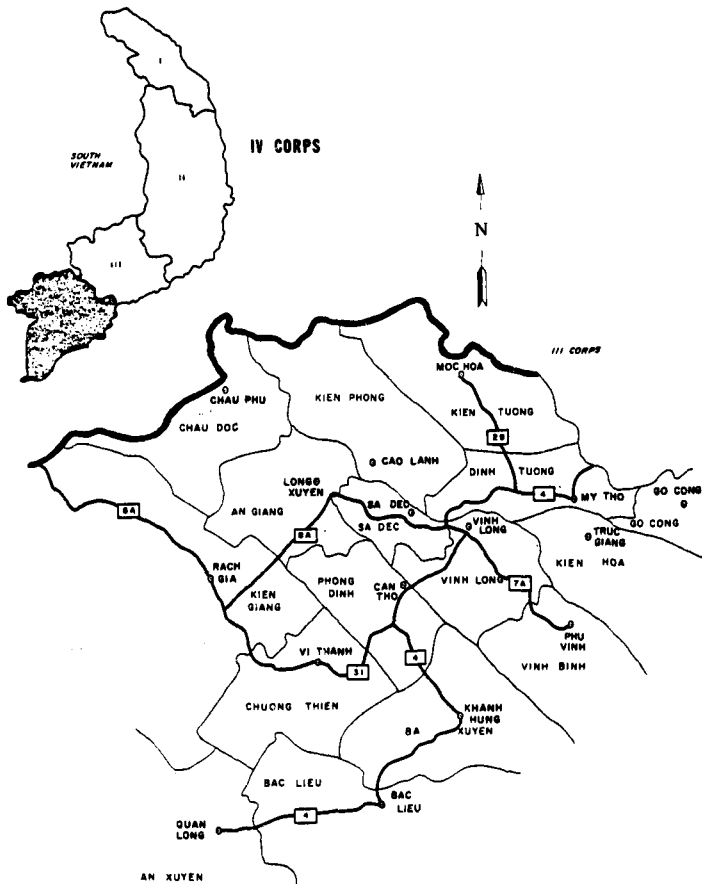 I
SOUTH
VIETNAM
IV CORPS
II
III
N
III CORPS
MOC HOA
CHAU PHU
KIEN PHONG
KIEN
TUONG
CHAU DOC
29
CAO LANH
DINH
TUONG
LONG
XUYEN
SA DEC
4
MY THO
GO CONG
AN GIANG
SA DEC
VINH
LONG
GO CONG
8A
TRUC
GIANG
8A
KIEN HOA
RACH
GIA
PHONG
DINH
CAN
THO
VINH LONG
7A
KIEN
GIANG
PHU
VINH
VI THANH
31
4
VINH BINH
CHUONG THIEN
KHANH
HUNG
BA
XUYEN
BAC LIEU
BAC
LIEU
QUAN
LONG
4
AN XUYEN